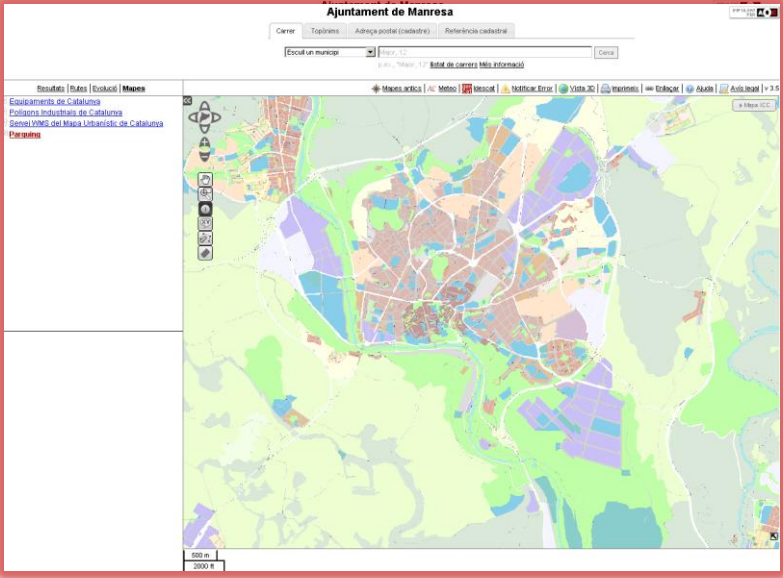 Ajuntament de Manresa
Carrer Topònims Adreça postal (cadastre) Referència cadastral
Escull un municipi Major, 12 Cerca
p.ex., "Major, 12" llistat de carrers Més informació
Resultats | Rutes | Evolució | Mapes
Mapes antics | Meteo | Idescat | Notificar Error | Vista 3D | Imprimeix | Enllaçar | Ajuda | Avís legal | v 3.5
Equipaments de Catalunya
Polígons Industrials de Catalunya
Servei WMS del Mapa Urbanístic de Catalunya
Parquing
Mapa ICC
500 m
2000 ft